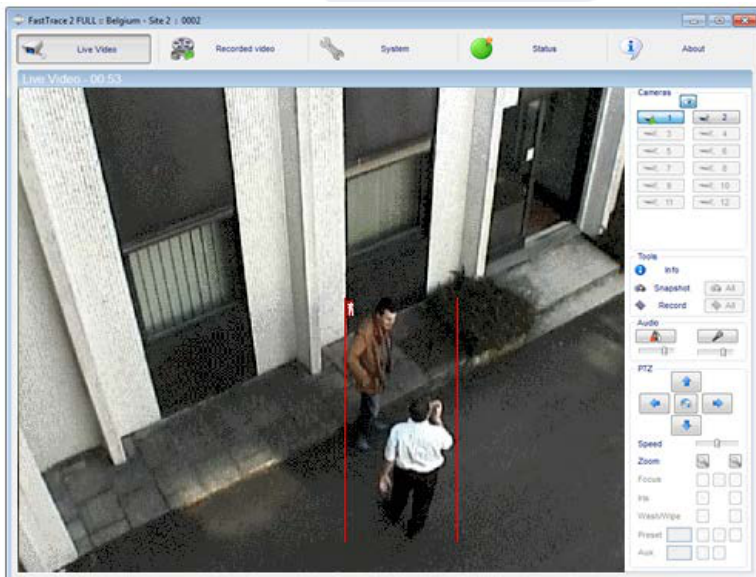 FastTrace 2 FULL :: Belgium - Site 2 : 0002
Live Video
Recorded video
System
Status
About
Live Video - 00:53
Cameras
1 2
3 4
5 6
7 8
9 10
11 12
Tools
Info
Snapshot All
Record All
Audio
PTZ
Speed
Zoom
Focus
Iris
Wash/Wipe
Preset
Aux